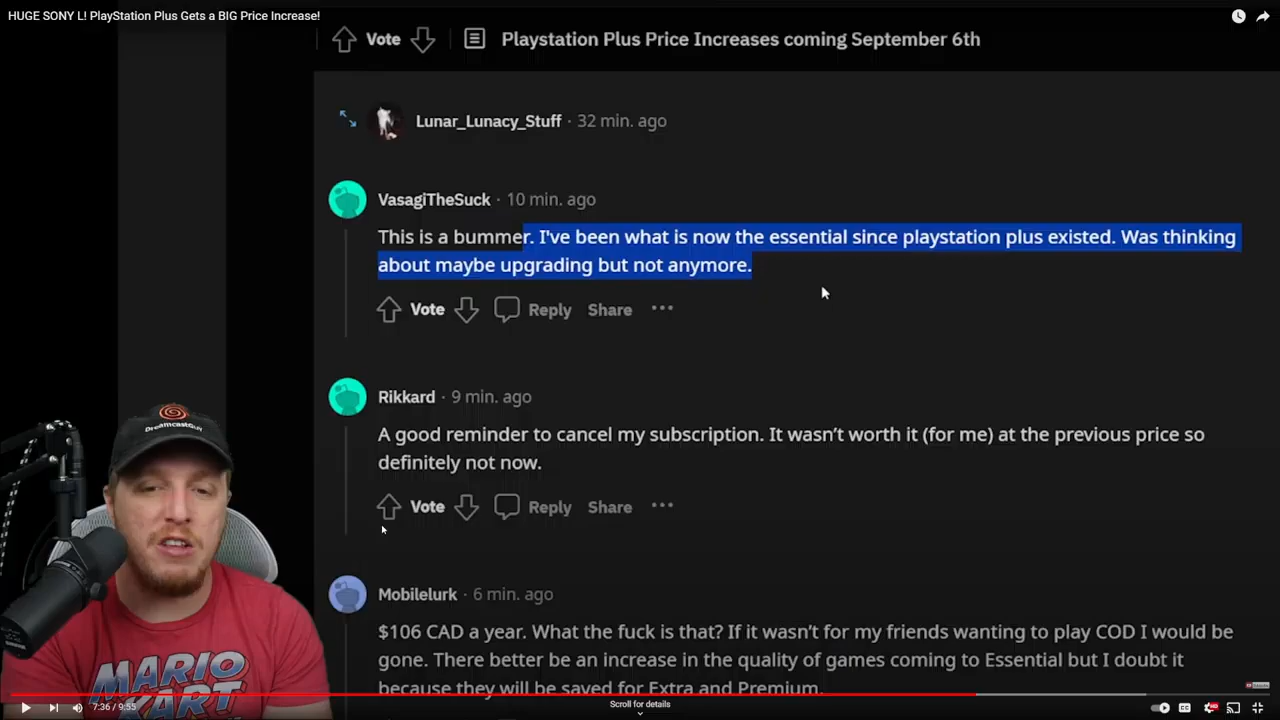 HUGE SONY L! PlayStation Plus Gets a BIG Price Increase!
Vote
Playstation Plus Price Increases coming September 6th
Lunar_Lunacy_Stuff · 32 min. ago
VasagiTheSuck · 10 min. ago
This is a bummer. I've been what is now the essential since playstation plus existed. Was thinking
about maybe upgrading but not anymore.
Vote Reply Share ···
Rikkard · 9 min. ago
A good reminder to cancel my subscription. It wasn’t worth it (for me) at the previous price so
definitely not now.
Vote Reply Share ···
DreamcastGuy
Mobilelurk · 6 min. ago
$106 CAD a year. What the fuck is that? If it wasn’t for my friends wanting to play COD I would be
gone. There better be an increase in the quality of games coming to Essential but I doubt it
because they will be saved for Extra and Premium.
MARIO
KART
7:36 / 9:55
Scroll for details
CC
HD